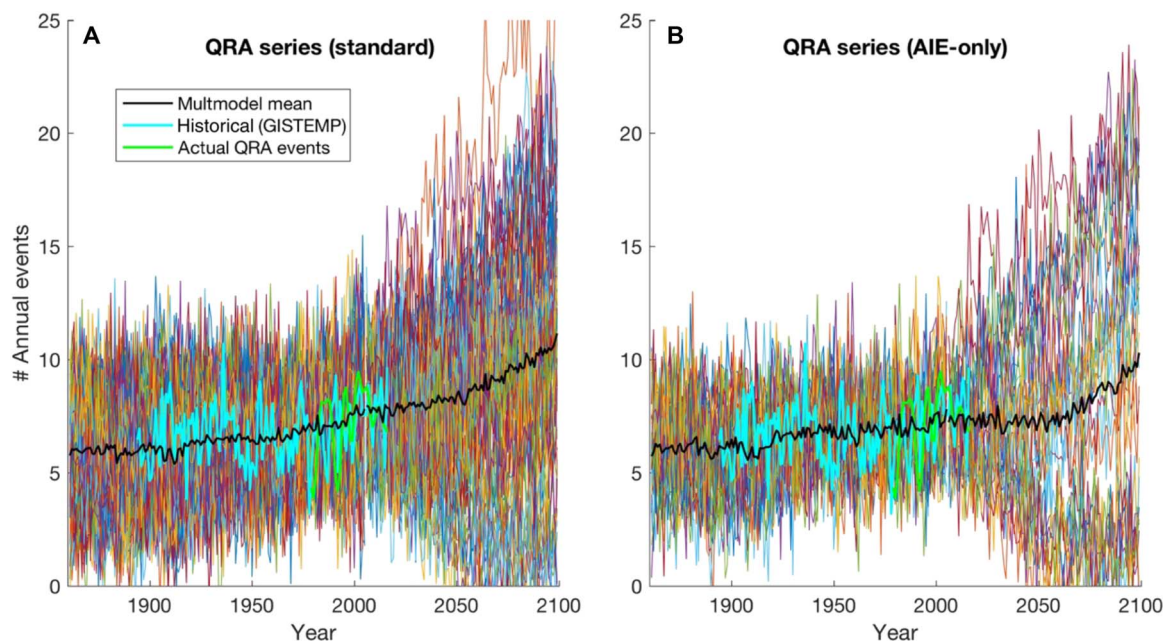 A
QRA series (standard)
Multmodel mean
Historical (GISTEMP)
Actual QRA events
# Annual events
25
20
15
10
5
0
1900
1950
2000
2050
2100
Year
B
QRA series (AIE-only)
25
20
15
10
5
0
1900
1950
2000
2050
2100
Year